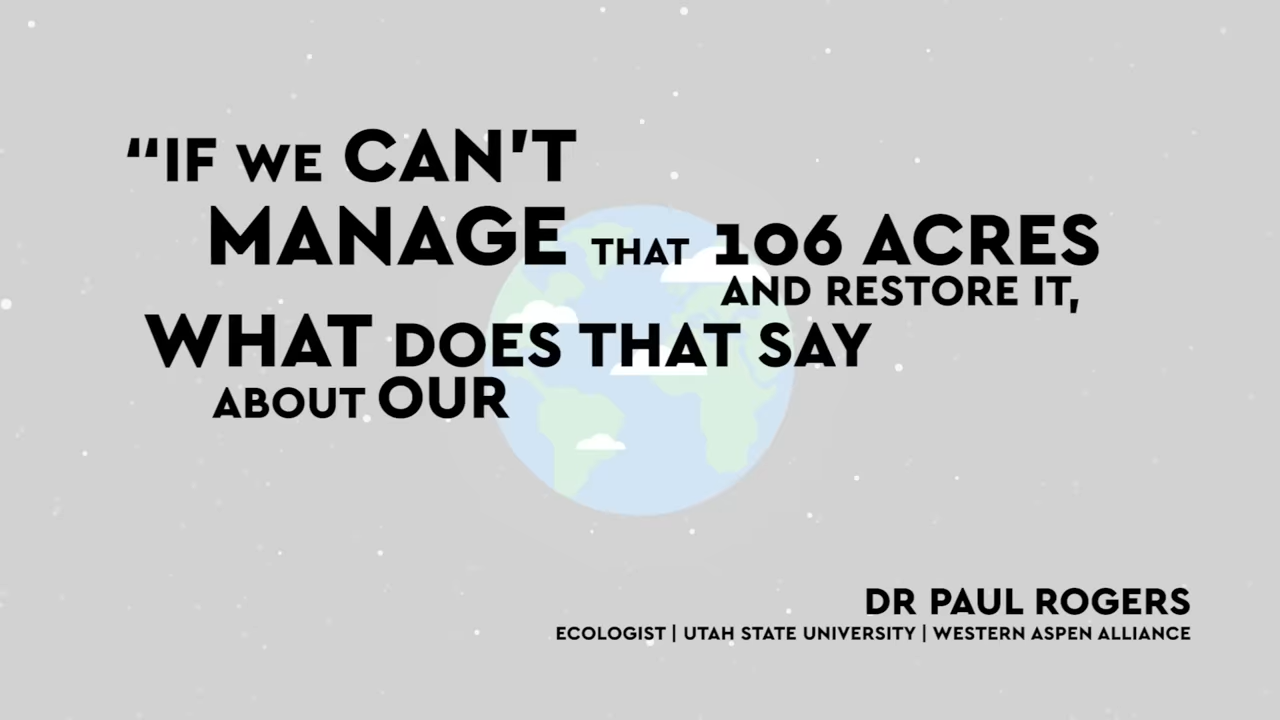 “IF WE CAN’T
MANAGE THAT 106 ACRES
AND RESTORE IT,
WHAT DOES THAT SAY
ABOUT OUR
DR PAUL ROGERS
ECOLOGIST | UTAH STATE UNIVERSITY | WESTERN ASPEN ALLIANCE